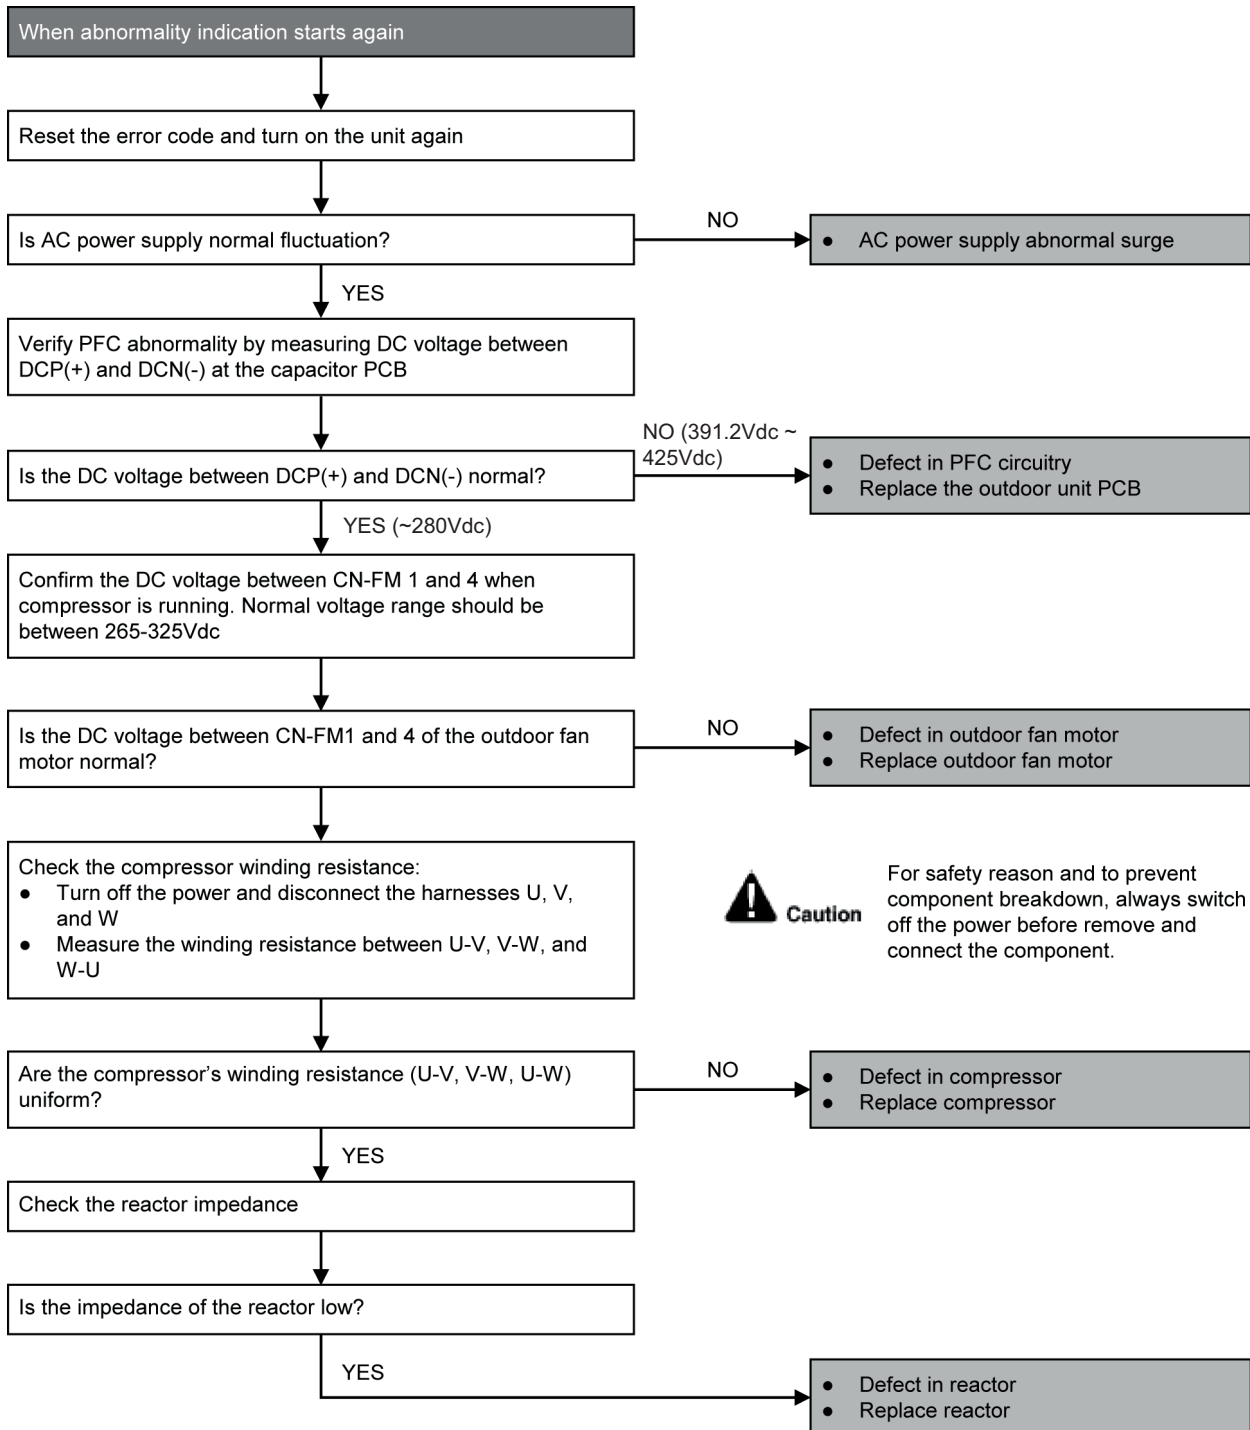 When abnormality indication starts again
Reset the error code and turn on the unit again
Is AC power supply normal fluctuation?
NO
● AC power supply abnormal surge
YES
Verify PFC abnormality by measuring DC voltage between
DCP(+) and DCN(-) at the capacitor PCB
Is the DC voltage between DCP(+) and DCN(-) normal?
NO (391.2Vdc ~
425Vdc)
● Defect in PFC circuitry
● Replace the outdoor unit PCB
YES (~280Vdc)
Confirm the DC voltage between CN-FM 1 and 4 when
compressor is running. Normal voltage range should be
between 265-325Vdc
Is the DC voltage between CN-FM1 and 4 of the outdoor fan
motor normal?
NO
● Defect in outdoor fan motor
● Replace outdoor fan motor
Check the compressor winding resistance:
● Turn off the power and disconnect the harnesses U, V,
and W
● Measure the winding resistance between U-V, V-W, and
W-U
Caution
For safety reason and to prevent
component breakdown, always switch
off the power before remove and
connect the component.
Are the compressor’s winding resistance (U-V, V-W, U-W)
uniform?
NO
● Defect in compressor
● Replace compressor
YES
Check the reactor impedance
Is the impedance of the reactor low?
YES
● Defect in reactor
● Replace reactor